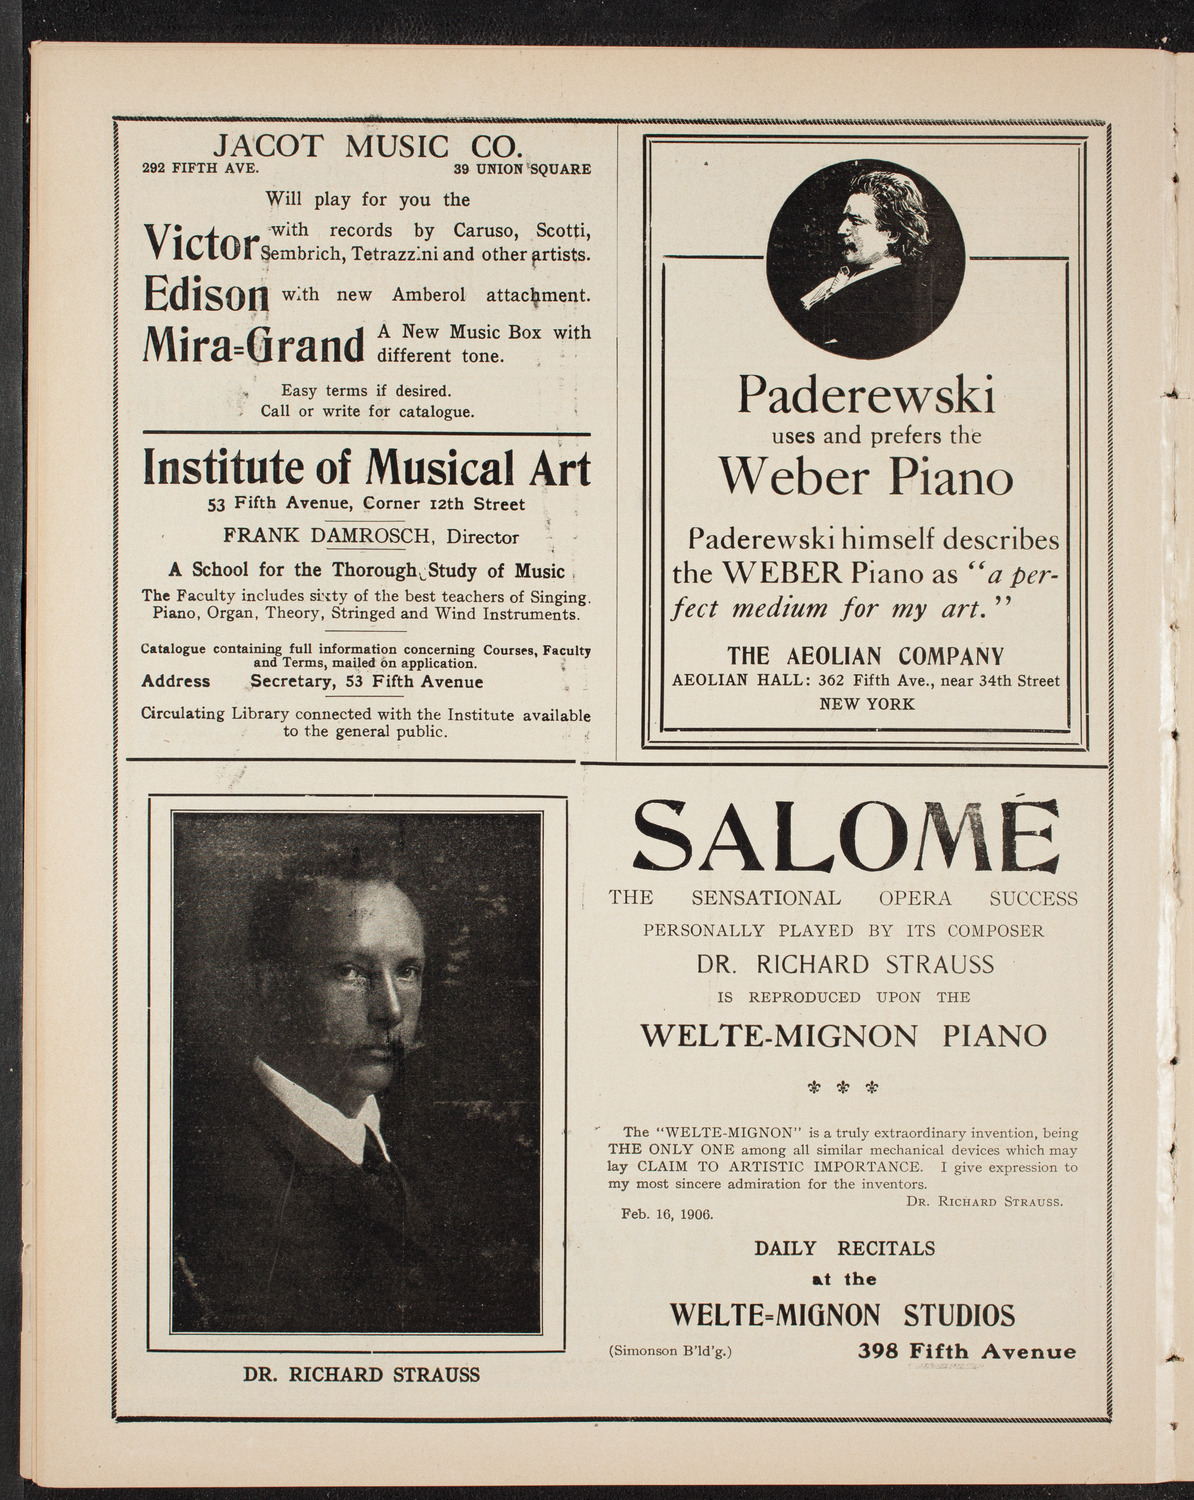 JACOT MUSIC CO.
292 FIFTH AVE. 39 UNION SQUARE
Will play for you the
Victor with records by Caruso, Scotti,
Sembrich, Tetrazzini and other artists.
Edison with new Amberol attachment.
Mira=Grand A New Music Box with
different tone.
Easy terms if desired.
Call or write for catalogue.
Institute of Musical Art
53 Fifth Avenue, Corner 12th Street
FRANK DAMROSCH, Director
A School for the Thorough Study of Music
The Faculty includes sixty of the best teachers of Singing.
Piano, Organ, Theory, Stringed and Wind Instruments.
Catalogue containing full information concerning Courses, Faculty
and Terms, mailed on application.
Address Secretary, 53 Fifth Avenue
Circulating Library connected with the Institute available
to the general public.
Paderewski
uses and prefers the
Weber Piano
Paderewski himself describes
the WEBER Piano as "a per-
fect medium for my art."
THE AEOLIAN COMPANY
AEOLIAN HALL: 362 Fifth Ave., near 34th Street
NEW YORK
DR. RICHARD STRAUSS
SALOMÉ
THE SENSATIONAL OPERA SUCCESS
PERSONALLY PLAYED BY ITS COMPOSER
DR. RICHARD STRAUSS
IS REPRODUCED UPON THE
WELTE-MIGNON PIANO
The "WELTE-MIGNON" is a truly extraordinary invention, being
THE ONLY ONE among all similar mechanical devices which may
lay CLAIM TO ARTISTIC IMPORTANCE. I give expression to
my most sincere admiration for the inventors.
DR. RICHARD STRAUSS.
Feb. 16, 1906.
DAILY RECITALS
at the
WELTE=MIGNON STUDIOS
(Simonson B'ld'g.) 398 Fifth Avenue